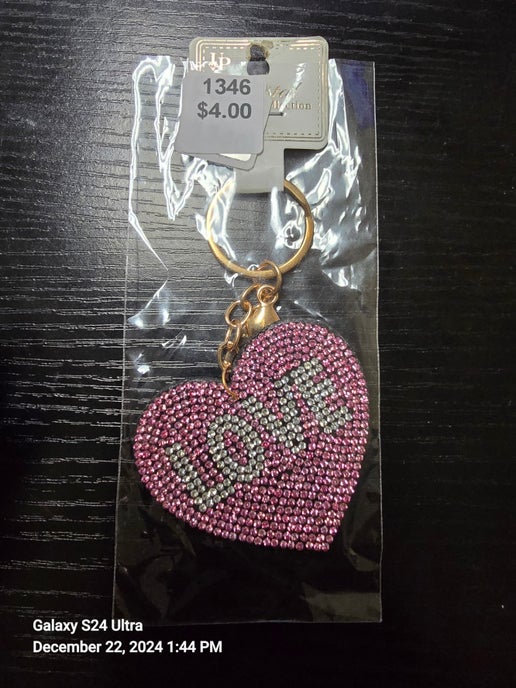 1346
$4.00
LOVE
Galaxy S24 Ultra
December 22, 2024 1:44 PM